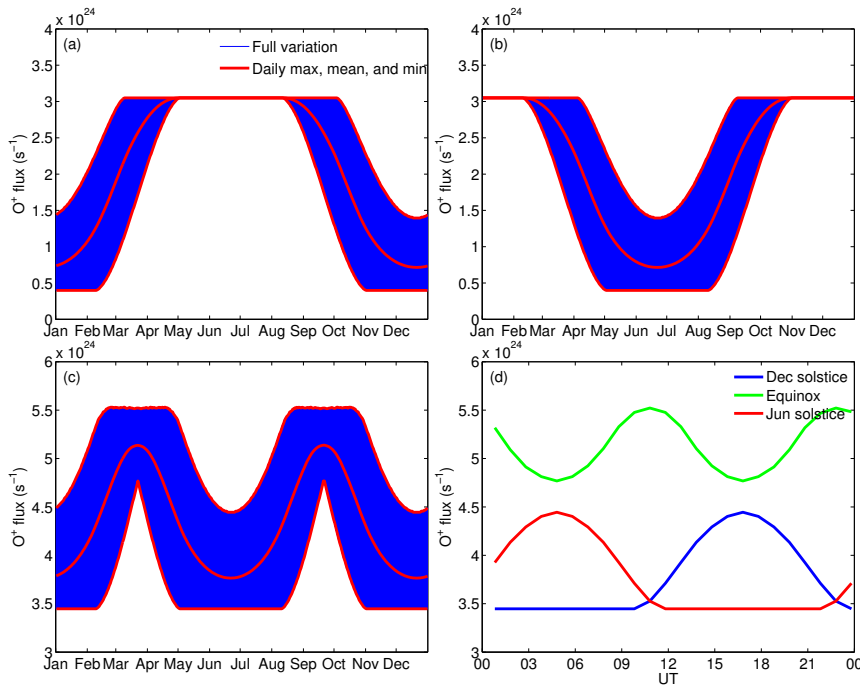 x 10^24
(a)
Full variation
Daily max, mean, and min
4
3.5
3
2.5
2
1.5
1
0.5
0
O+ flux (s−1)
Jan Feb Mar Apr May Jun Jul Aug Sep Oct Nov Dec
x 10^24
(b)
4
3.5
3
2.5
2
1.5
1
0.5
0
O+ flux (s−1)
Jan Feb Mar Apr May Jun Jul Aug Sep Oct Nov Dec
x 10^24
(c)
6
5.5
5
4.5
4
3.5
3
O+ flux (s−1)
Jan Feb Mar Apr May Jun Jul Aug Sep Oct Nov Dec
x 10^24
(d)
Dec solstice
Equinox
Jun solstice
6
5.5
5
4.5
4
3.5
3
O+ flux (s−1)
00 03 06 09 12 15 18 21 00
UT